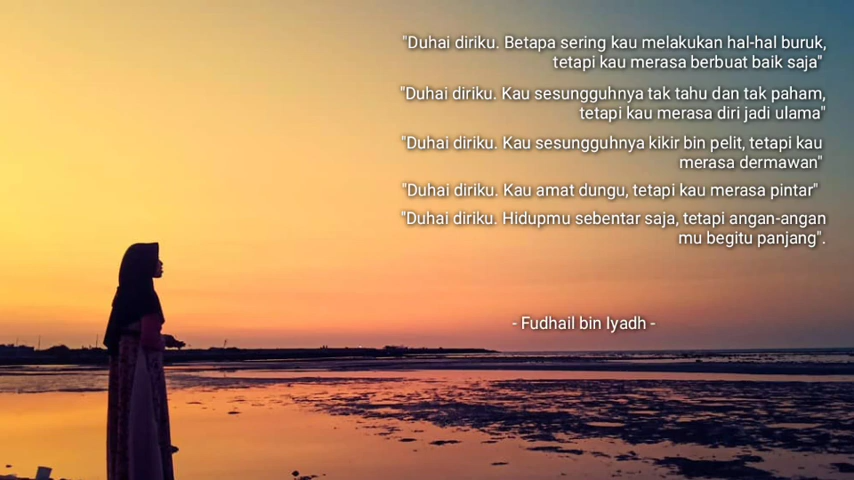 "Duhai diriku. Betapa sering kau melakukan hal-hal buruk,
tetapi kau merasa berbuat baik saja"
"Duhai diriku. Kau sesungguhnya tak tahu dan tak paham,
tetapi kau merasa diri jadi ulama"
"Duhai diriku. Kau sesungguhnya kikir bin pelit, tetapi kau
merasa dermawan"
"Duhai diriku. Kau amat dungu, tetapi kau merasa pintar"
"Duhai diriku. Hidupmu sebentar saja, tetapi angan-angan
mu begitu panjang".
- Fudhail bin Iyadh -